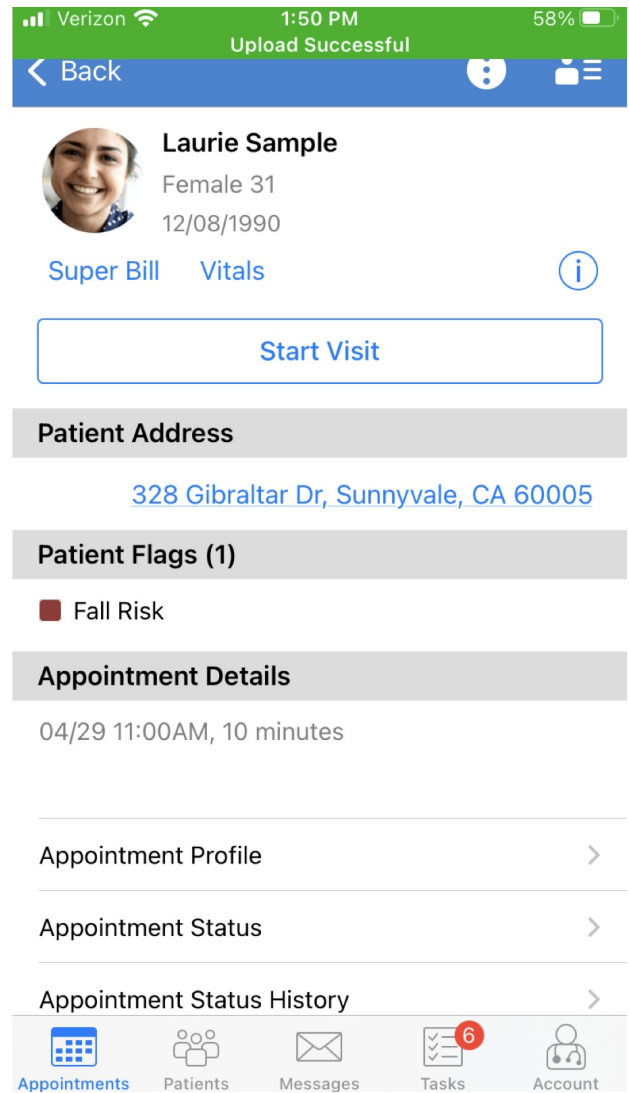 Verizon 1:50 PM 58%
Upload Successful
Back
Laurie Sample
Female 31
12/08/1990
Super Bill Vitals i
Start Visit
Patient Address
328 Gibraltar Dr, Sunnyvale, CA 60005
Patient Flags (1)
Fall Risk
Appointment Details
04/29 11:00AM, 10 minutes
Appointment Profile
Appointment Status
Appointment Status History
6
Appointments Patients Messages Tasks Account